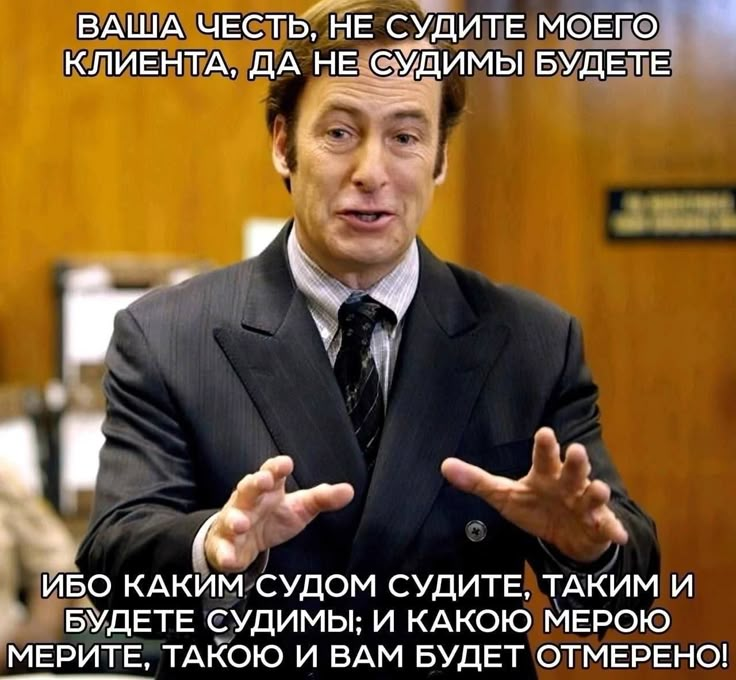 ВАША ЧЕСТЬ, НЕ СУДИТЕ МОЕГО
КЛИЕНТА, ДА НЕ СУДИМЫ БУДЕТЕ
ИБО КАКИМ СУДОМ СУДИТЕ, ТАКИМ И
БУДЕТЕ СУДИМЫ; И КАКОЮ МЕРОЮ
МЕРИТЕ, ТАКОЮ И ВАМ БУДЕТ ОТМЕРЕНО!